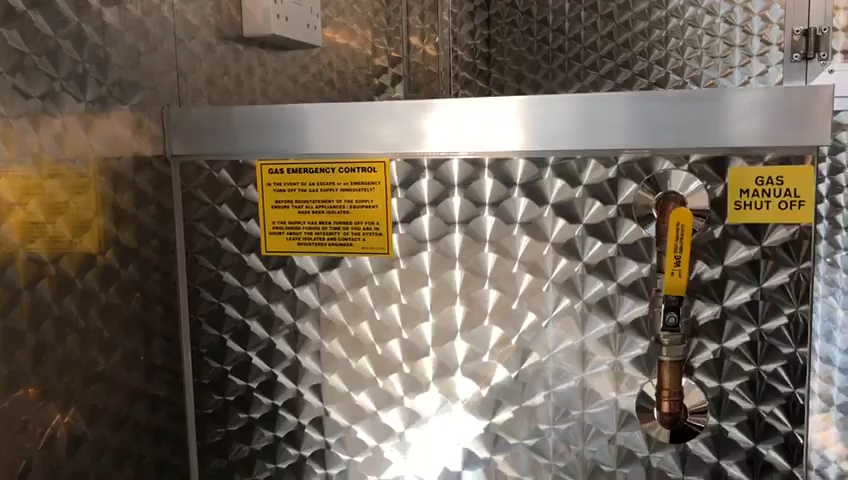 GAS EMERGENCY CONTROL
IN THE EVENT OF AN ESCAPE or an EMERGENCY
TURN OFF THE GAS SUPPLY IMMEDIATELY!
BEFORE REINSTATEMENT OF THE SUPPLY
ENSURE THAT ALL APPLIANCES / EQUIPMENT
HAVE BEEN ISOLATED.
IF THE SUPPLY HAS BEEN TURNED OFF FOR A
PROLONGED PERIOD OF TIME OR YOU ARE IN
DOUBT ABOUT THE INTEGRITY OF THE SYSTEM
LEAVE ISOLATED AND CONTACT A
REGISTERED ENGINEER.
GAS
MANUAL
SHUT OFF